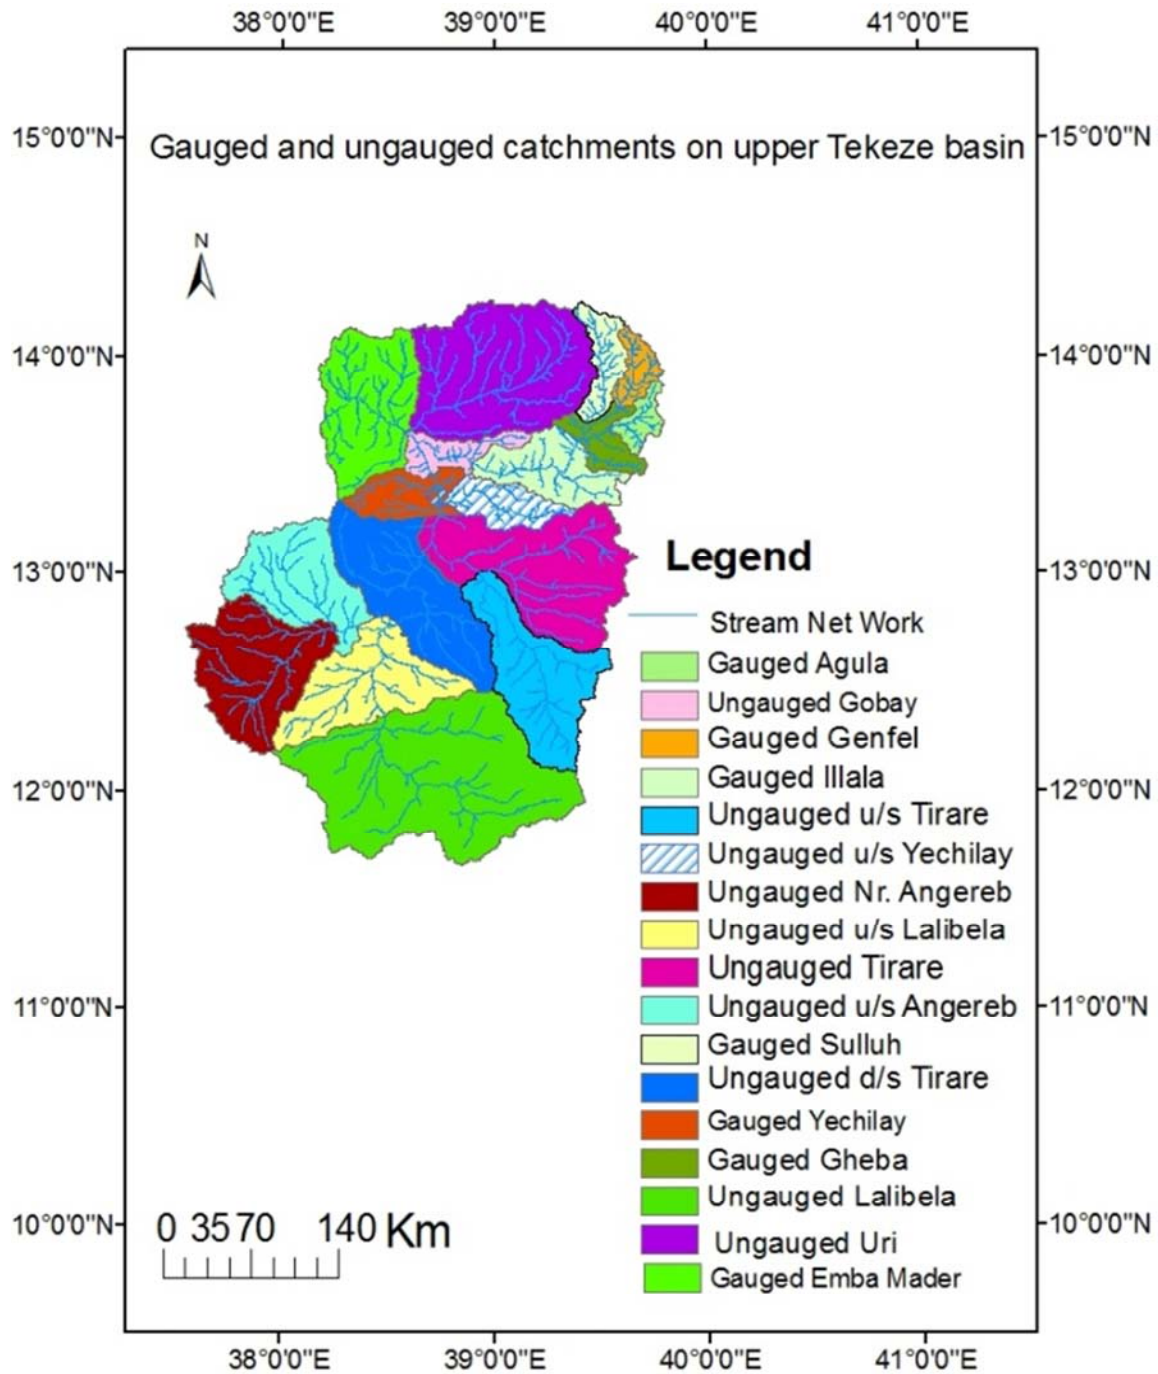 38°0'0"E 39°0'0"E 40°0'0"E 41°0'0"E
15°0'0"N 15°0'0"N
Gauged and ungauged catchments on upper Tekeze basin
N
14°0'0"N 14°0'0"N
13°0'0"N 13°0'0"N
Legend
Stream Net Work
Gauged Agula
Ungauged Gobay
Gauged Genfel
Gauged Illala
12°0'0"N 12°0'0"N
Ungauged u/s Tirare
Ungauged u/s Yechilay
Ungauged Nr. Angereb
Ungauged u/s Lalibela
Ungauged Tirare
11°0'0"N 11°0'0"N
Ungauged u/s Angereb
Gauged Sulluh
Ungauged d/s Tirare
Gauged Yechilay
Gauged Gheba
Ungauged Lalibela
10°0'0"N 10°0'0"N
0 35 70 140 Km
Ungauged Uri
Gauged Emba Mader
38°0'0"E 39°0'0"E 40°0'0"E 41°0'0"E